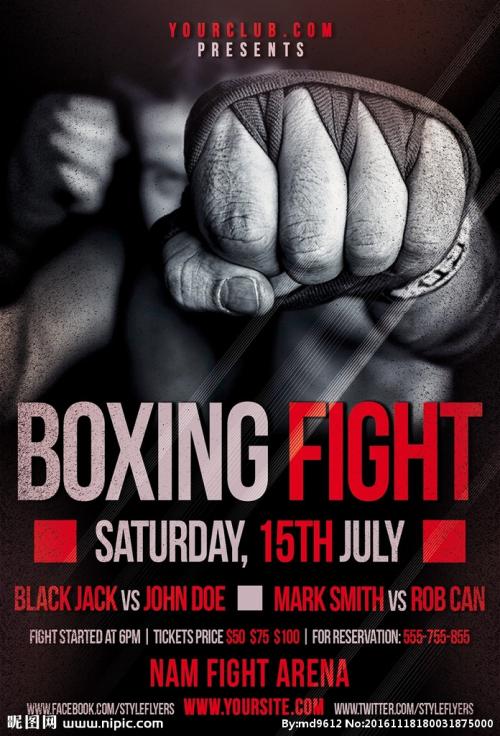 YOURCLUB.COM
PRESENTS
BOXING FIGHT
SATURDAY, 15TH JULY
BLACK JACK VS JOHN DOE MARK SMITH VS ROB CAN
FIGHT STARTED AT 6PM | TICKETS PRICE $50 $75 $100 | FOR RESERVATION: 555-755-855
NAM FIGHT ARENA
WWW.FACEBOOK.COM/STYLEFLYERS WWW.YOURSITE.COM WWW.TWITTER.COM/STYLEFLYERS
昵图网 www.nipic.com By:md9612 No:20161118180031875000